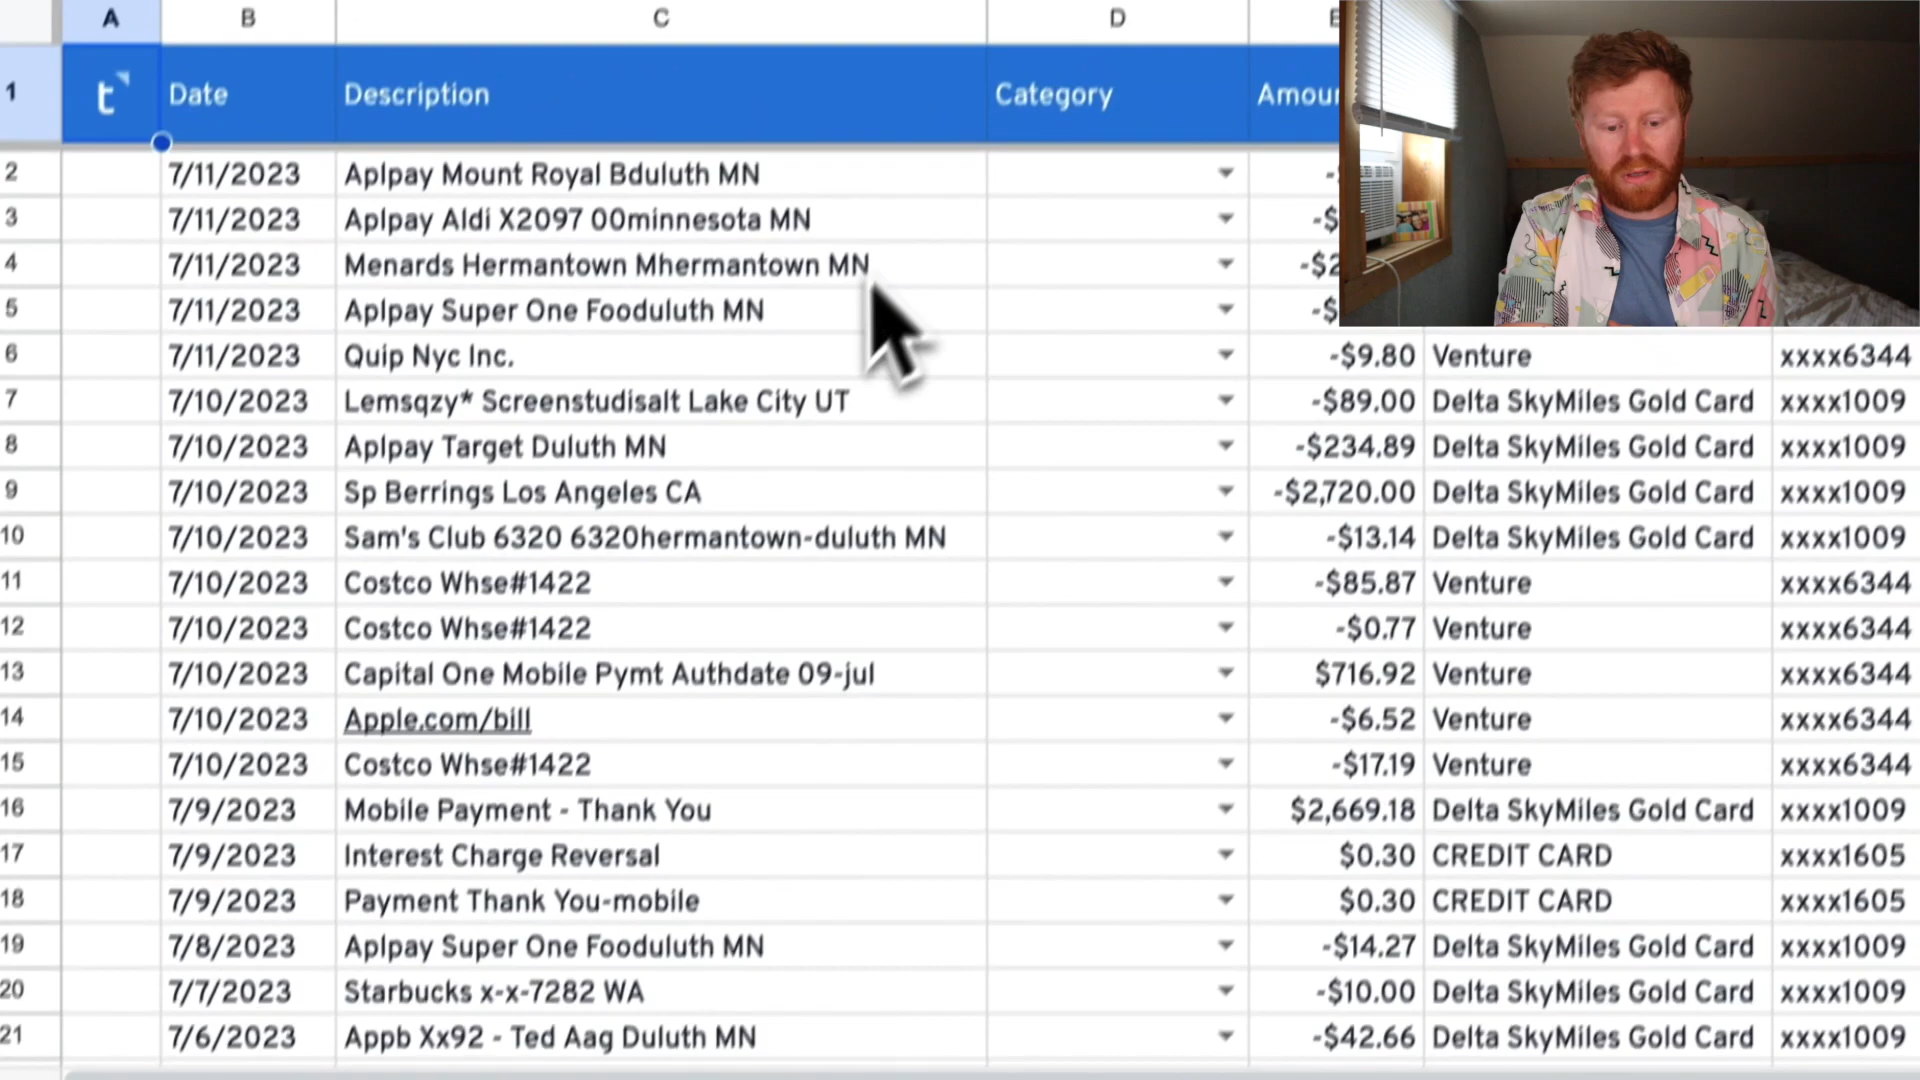 A B C D
1 t Date Description Category Amou
2 7/11/2023 Aplpay Mount Royal Bduluth MN -
3 7/11/2023 Aplpay Aldi X2097 00minnesota MN -$
4 7/11/2023 Menards Hermantown Mhermantown MN -$2
5 7/11/2023 Aplpay Super One Fooduluth MN -$
6 7/11/2023 Quip Nyc Inc. -$9.80 Venture xxxx6344
7 7/10/2023 Lemsqzy* Screenstudisalt Lake City UT -$89.00 Delta SkyMiles Gold Card xxxx1009
8 7/10/2023 Aplpay Target Duluth MN -$234.89 Delta SkyMiles Gold Card xxxx1009
9 7/10/2023 Sp Berrings Los Angeles CA -$2,720.00 Delta SkyMiles Gold Card xxxx1009
10 7/10/2023 Sam's Club 6320 6320hermantown-duluth MN -$13.14 Delta SkyMiles Gold Card xxxx1009
11 7/10/2023 Costco Whse#1422 -$85.87 Venture xxxx6344
12 7/10/2023 Costco Whse#1422 -$0.77 Venture xxxx6344
13 7/10/2023 Capital One Mobile Pymt Authdate 09-jul $716.92 Venture xxxx6344
14 7/10/2023 Apple.com/bill -$6.52 Venture xxxx6344
15 7/10/2023 Costco Whse#1422 -$17.19 Venture xxxx6344
16 7/9/2023 Mobile Payment - Thank You $2,669.18 Delta SkyMiles Gold Card xxxx1009
17 7/9/2023 Interest Charge Reversal $0.30 CREDIT CARD xxxx1605
18 7/9/2023 Payment Thank You-mobile $0.30 CREDIT CARD xxxx1605
19 7/8/2023 Aplpay Super One Fooduluth MN -$14.27 Delta SkyMiles Gold Card xxxx1009
20 7/7/2023 Starbucks x-x-7282 WA -$10.00 Delta SkyMiles Gold Card xxxx1009
21 7/6/2023 Appb Xx92 - Ted Aag Duluth MN -$42.66 Delta SkyMiles Gold Card xxxx1009